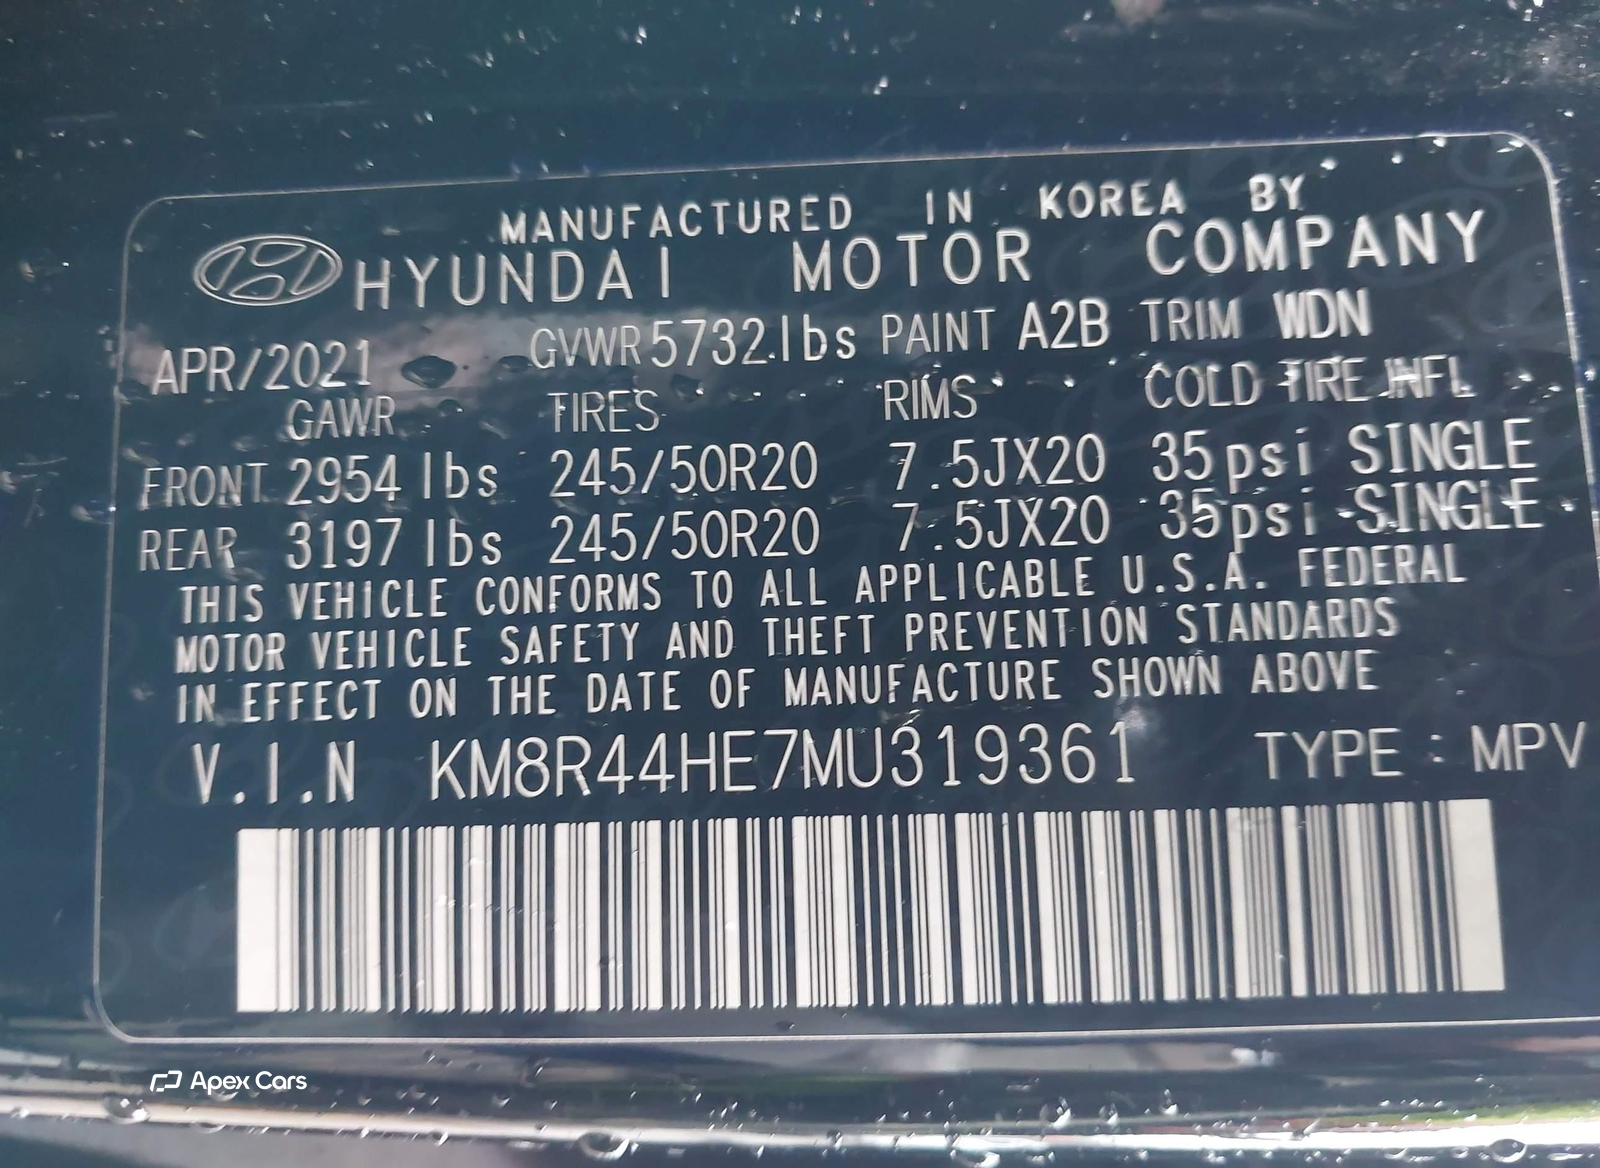 MANUFACTURED IN KOREA BY
HYUNDAI MOTOR COMPANY
APR/2021 GVWR 5732 lbs PAINT A2B TRIM WDN
GAWR TIRES RIMS COLD TIRE INFL
FRONT 2954 lbs 245/50R20 7.5JX20 35psi SINGLE
REAR 3197 lbs 245/50R20 7.5JX20 35psi SINGLE
THIS VEHICLE CONFORMS TO ALL APPLICABLE U.S.A. FEDERAL
MOTOR VEHICLE SAFETY AND THEFT PREVENTION STANDARDS
IN EFFECT ON THE DATE OF MANUFACTURE SHOWN ABOVE
V.I.N KM8R44HE7MU319361 TYPE : MPV
Apex Cars